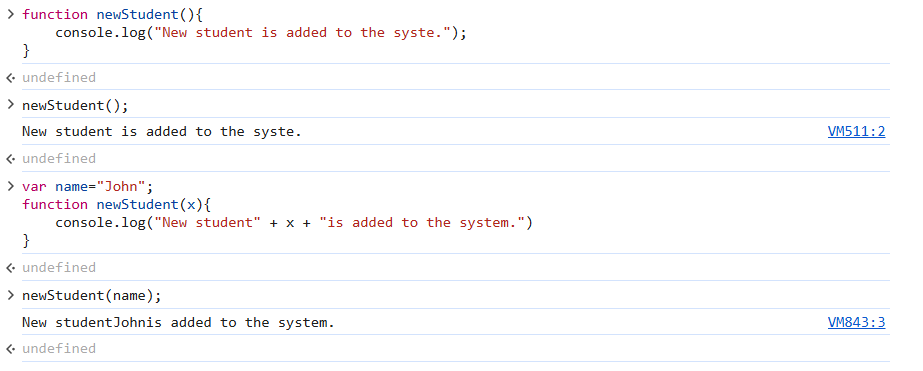 > function newStudent(){
    console.log("New student is added to the syste.");
}
<· undefined
> newStudent();
New student is added to the syste. VM511:2
<· undefined
> var name="John";
function newStudent(x){
    console.log("New student" + x + "is added to the system.")
}
<· undefined
> newStudent(name);
New studentJohnis added to the system. VM843:3
<· undefined